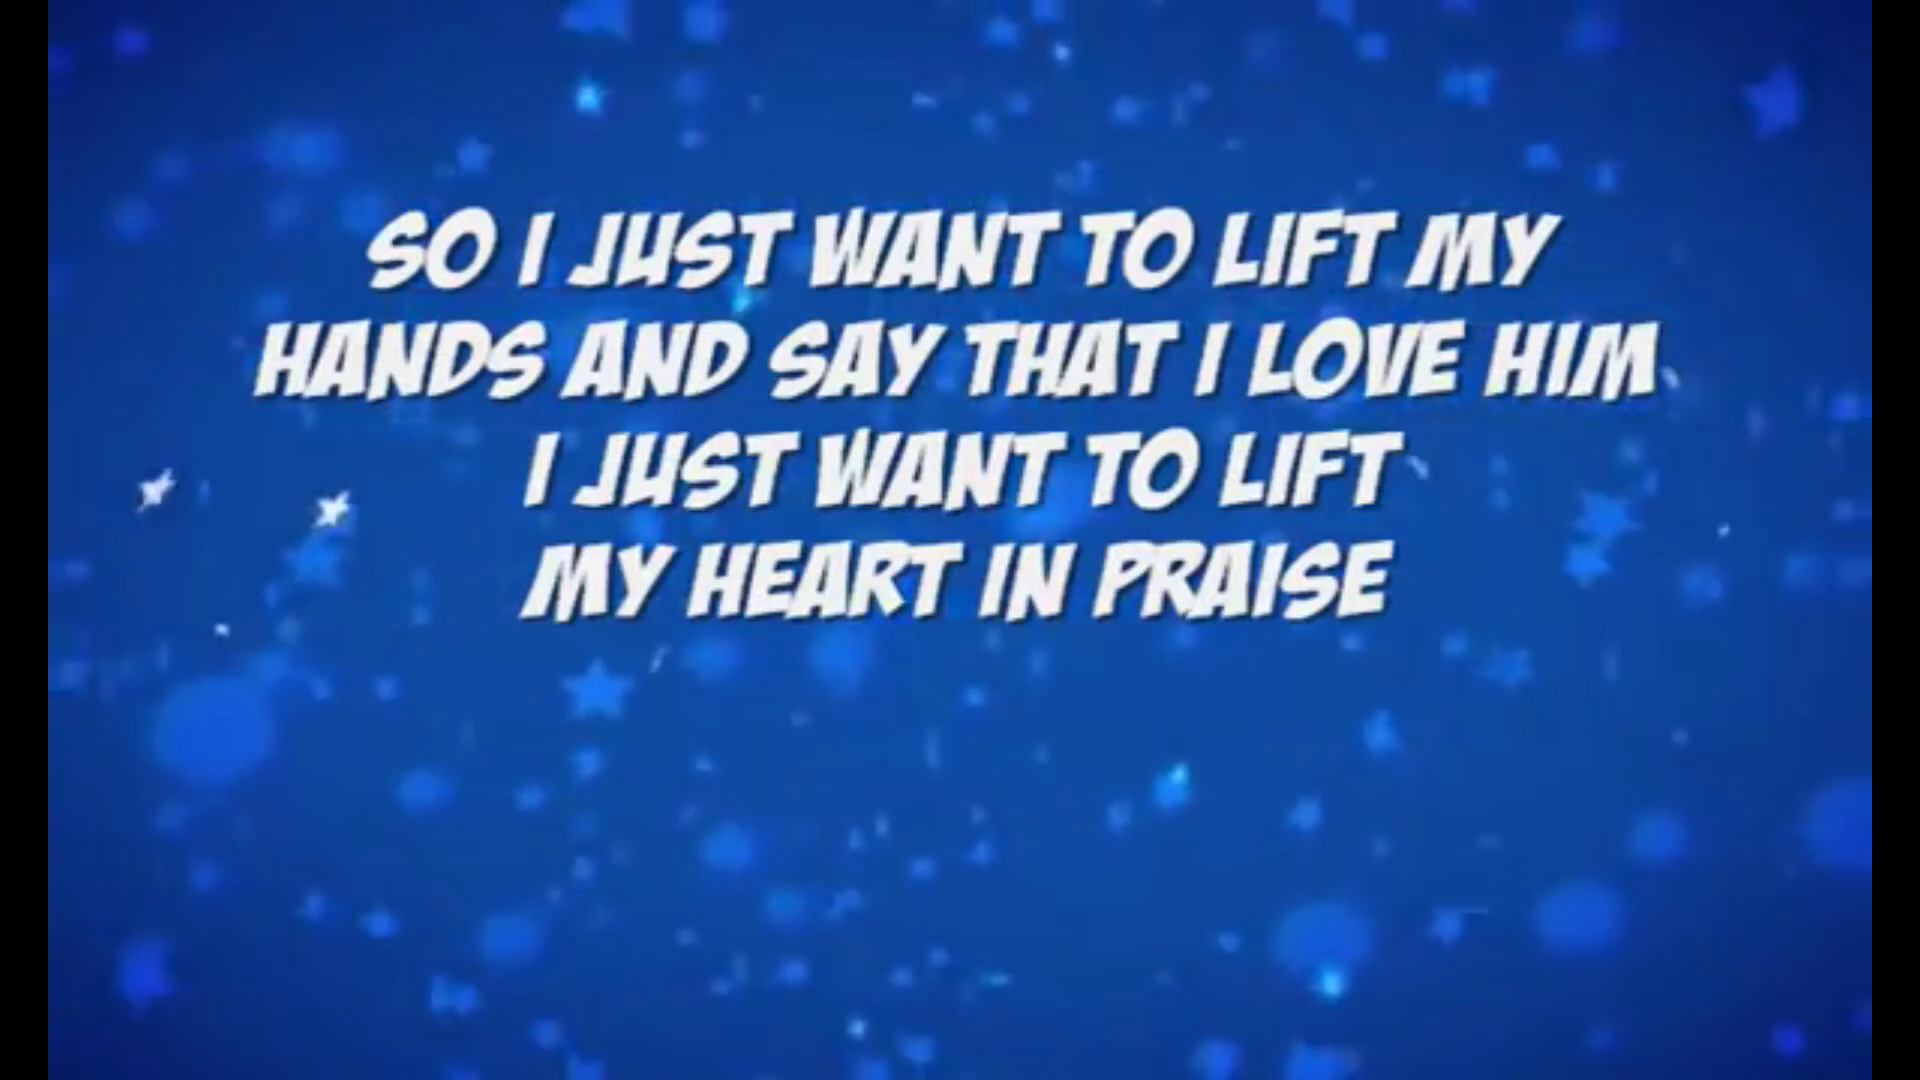 SO I JUST WANT TO LIFT MY
HANDS AND SAY THAT I LOVE HIM
I JUST WANT TO LIFT
MY HEART IN PRAISE